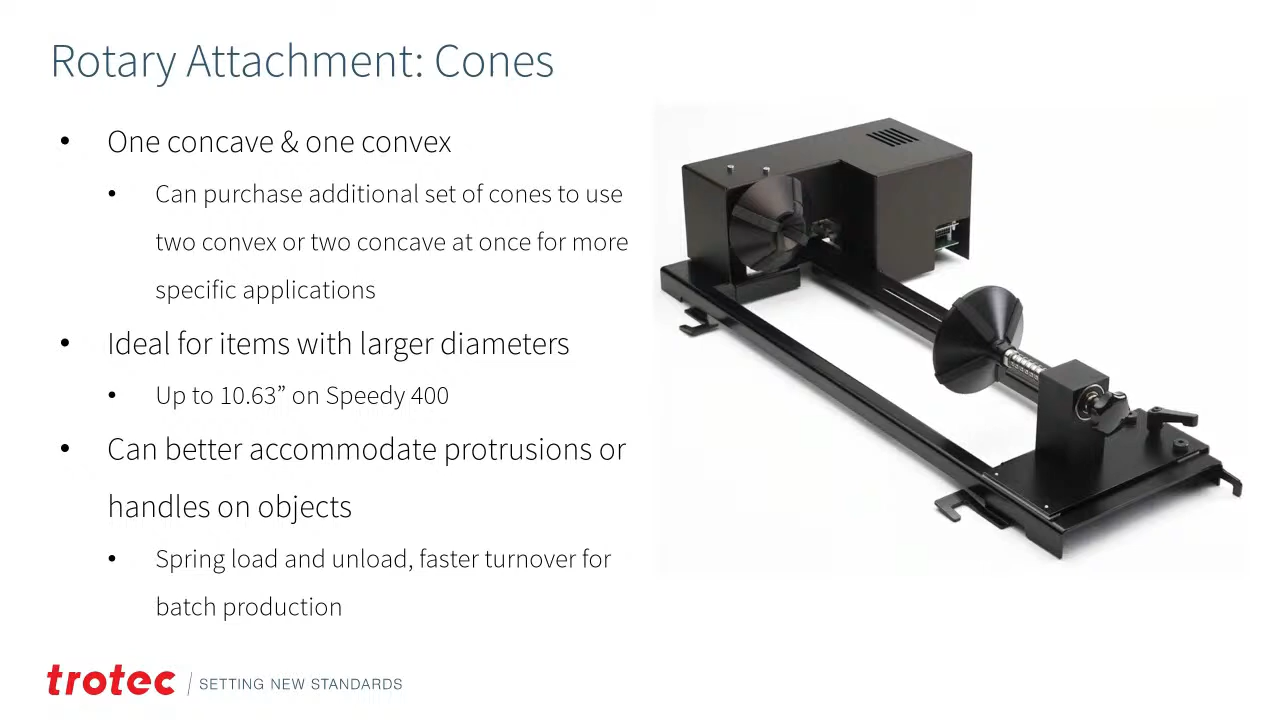 Rotary Attachment: Cones
• One concave & one convex
• Can purchase additional set of cones to use
two convex or two concave at once for more
specific applications
• Ideal for items with larger diameters
• Up to 10.63” on Speedy 400
• Can better accommodate protrusions or
handles on objects
• Spring load and unload, faster turnover for
batch production
trotec / SETTING NEW STANDARDS